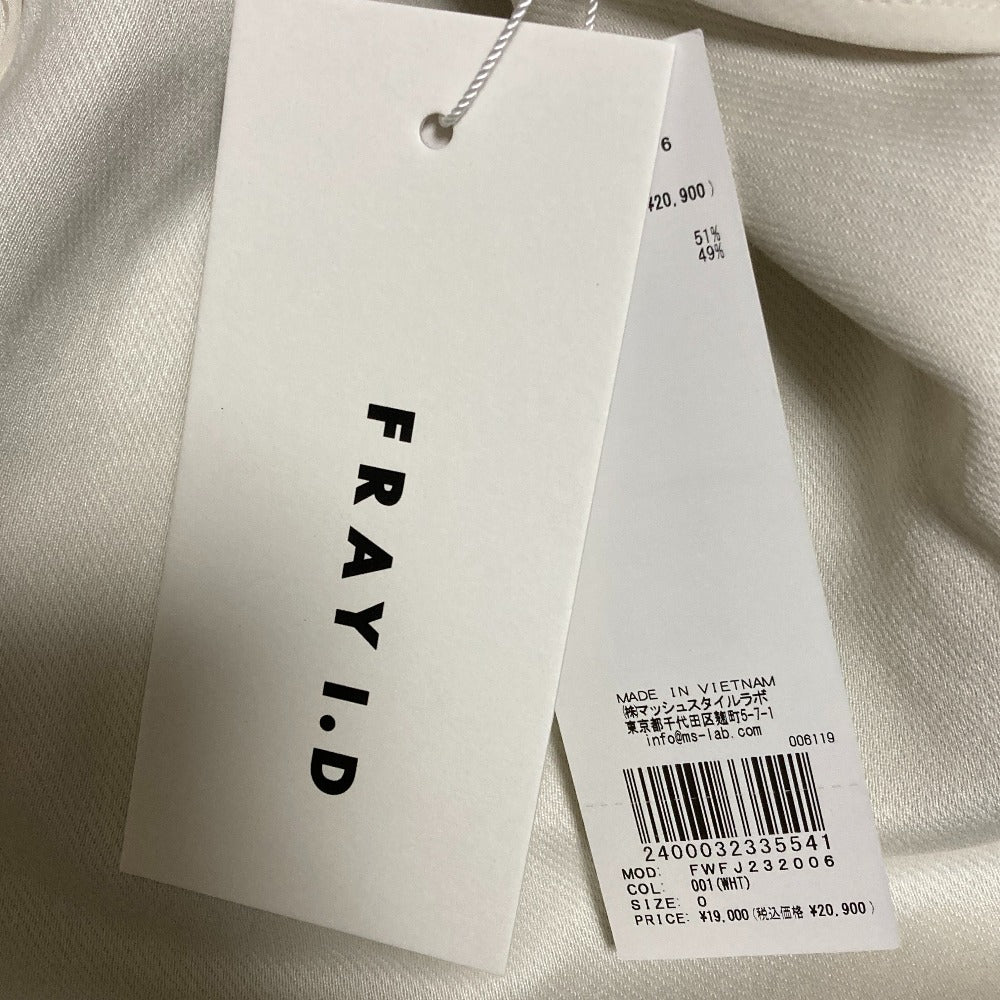 FRAY I.D
6
¥20,900)
51%
49%
MADE IN VIETNAM
㈱マッシュスタイルラボ
東京都千代田区麹町5-7-1
info@ms-lab.com
006119
2400032335541
MOD: FWFJ232006
COL: 001(WHT)
SIZE: 0
PRICE: ¥19,000(税込価格 ¥20,900)